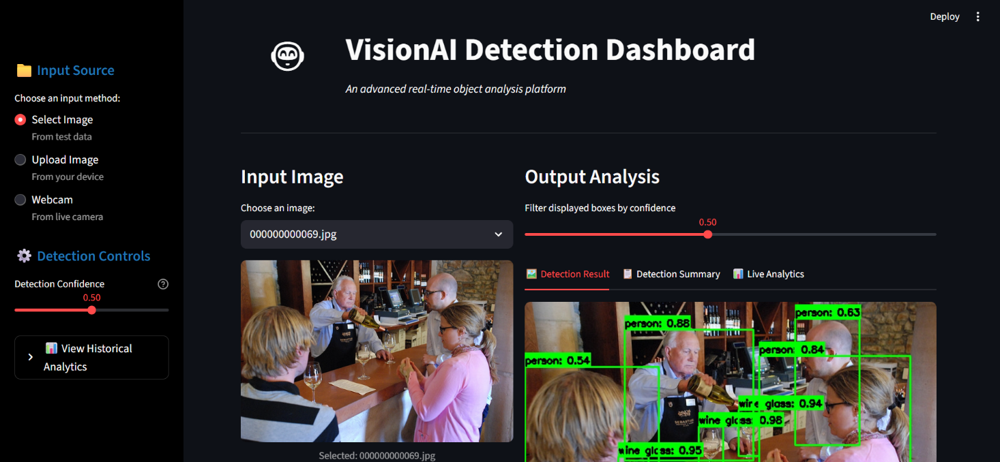 Deploy
Input Source
Choose an input method:
Select Image
From test data
Upload Image
From your device
Webcam
From live camera
Detection Controls
Detection Confidence
0.50
View Historical
Analytics
VisionAI Detection Dashboard
An advanced real-time object analysis platform
Input Image
Choose an image:
000000000069.jpg
Selected: 000000000069.jpg
Output Analysis
Filter displayed boxes by confidence
0.50
Detection Result
Detection Summary
Live Analytics
person: 0.63
person: 0.88
person: 0.84
person: 0.54
wine glass: 0.94
wine glass: 0.98
wine glass: 0.95